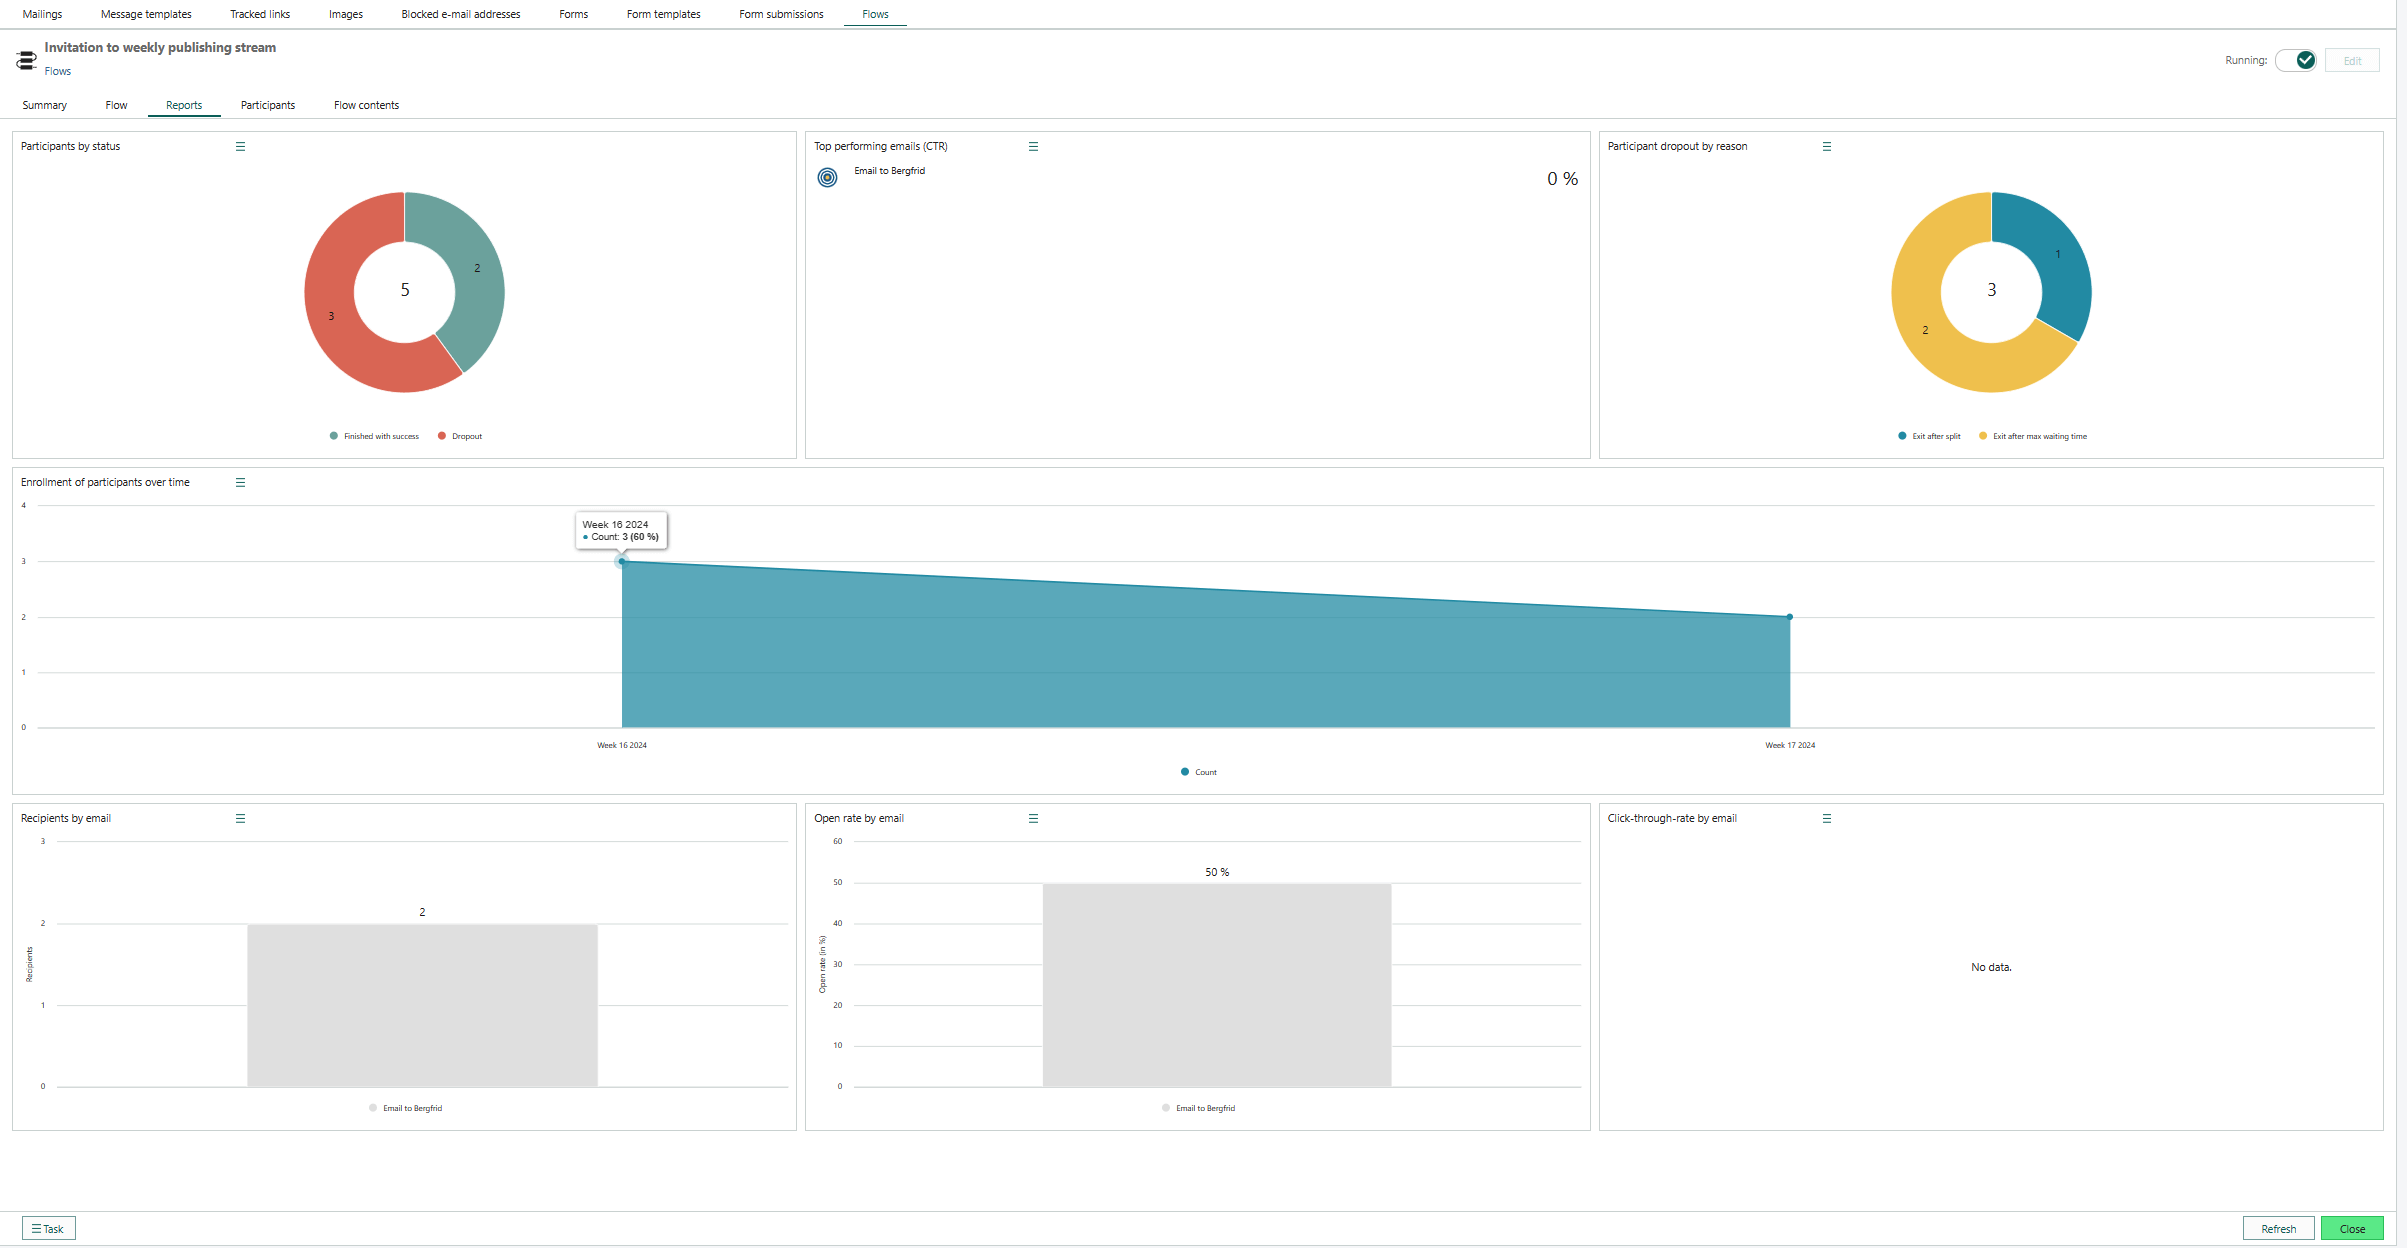 Mailings Message templates Tracked links Images Blocked e-mail addresses Forms Form templates Form submissions Flows
Invitation to weekly publishing stream
Flows
Running: Edit
Summary Flow Reports Participants Flow contents
Participants by status
2
5
3
Finished with success Dropout
Top performing emails (CTR)
Email to Bergfrid
0 %
Participant dropout by reason
1
3
2
Exit after split Exit after max waiting time
Enrollment of participants over time
4
Week 16 2024
Count: 3 (60 %)
3
2
1
0
Week 16 2024 Week 17 2024
Count
Recipients by email
3
2
2
Recipients
1
0
Email to Bergfrid
Open rate by email
60
50 %
50
40
Open rate (in %)
30
20
10
0
Email to Bergfrid
Click-through-rate by email
No data.
Task Refresh Close